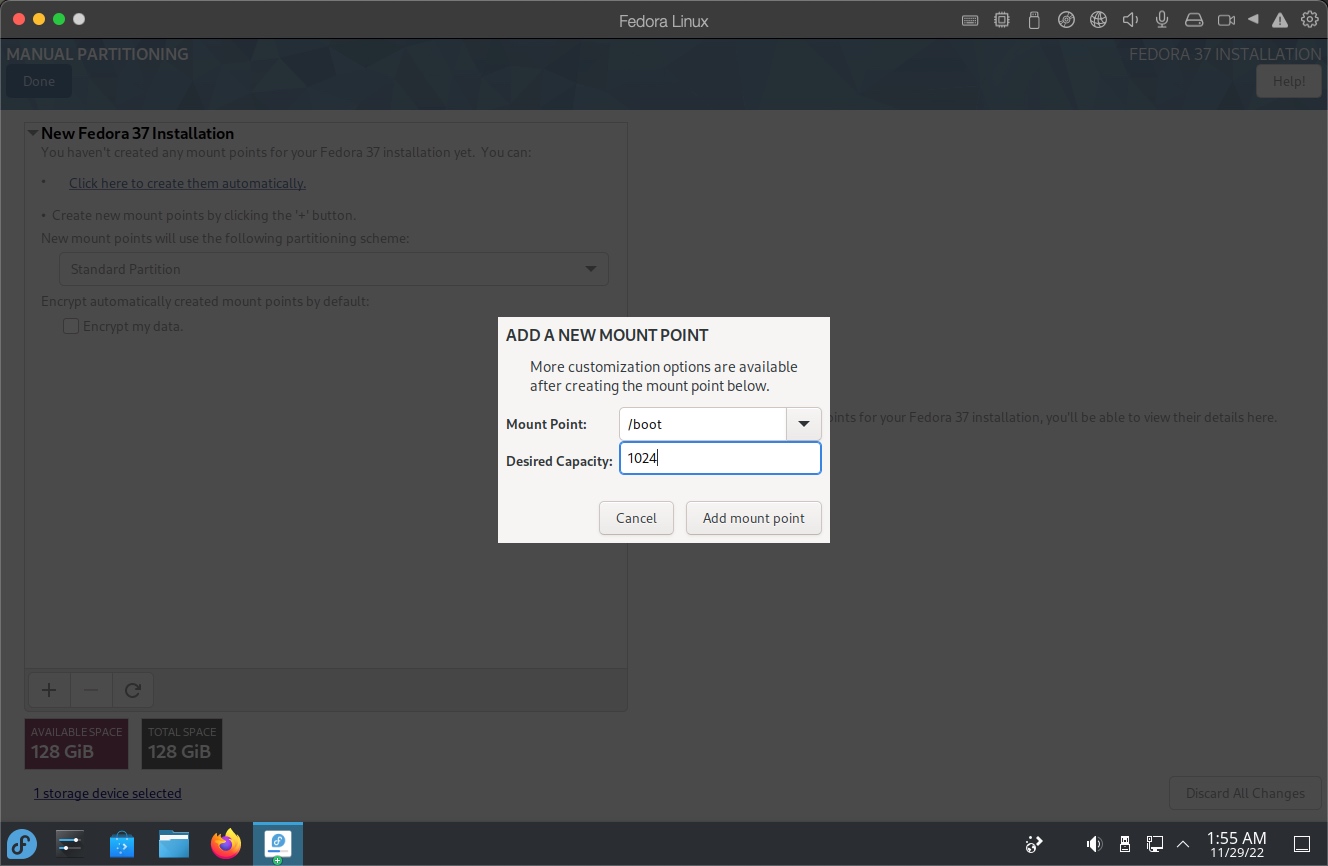 Fedora Linux
MANUAL PARTITIONING
FEDORA 37 INSTALLATION
Done
Help!
New Fedora 37 Installation
You haven't created any mount points for your Fedora 37 installation yet. You can:
• Click here to create them automatically.
• Create new mount points by clicking the '+' button.
New mount points will use the following partitioning scheme:
Standard Partition
Encrypt automatically created mount points by default:
Encrypt my data.
ADD A NEW MOUNT POINT
More customization options are available
after creating the mount point below.
Mount Point:
/boot
Desired Capacity:
1024
Cancel
Add mount point
for your Fedora 37 installation, you'll be able to view their details here.
AVAILABLE SPACE
128 GiB
TOTAL SPACE
128 GiB
1 storage device selected
Discard All Changes
1:55 AM
11/29/22